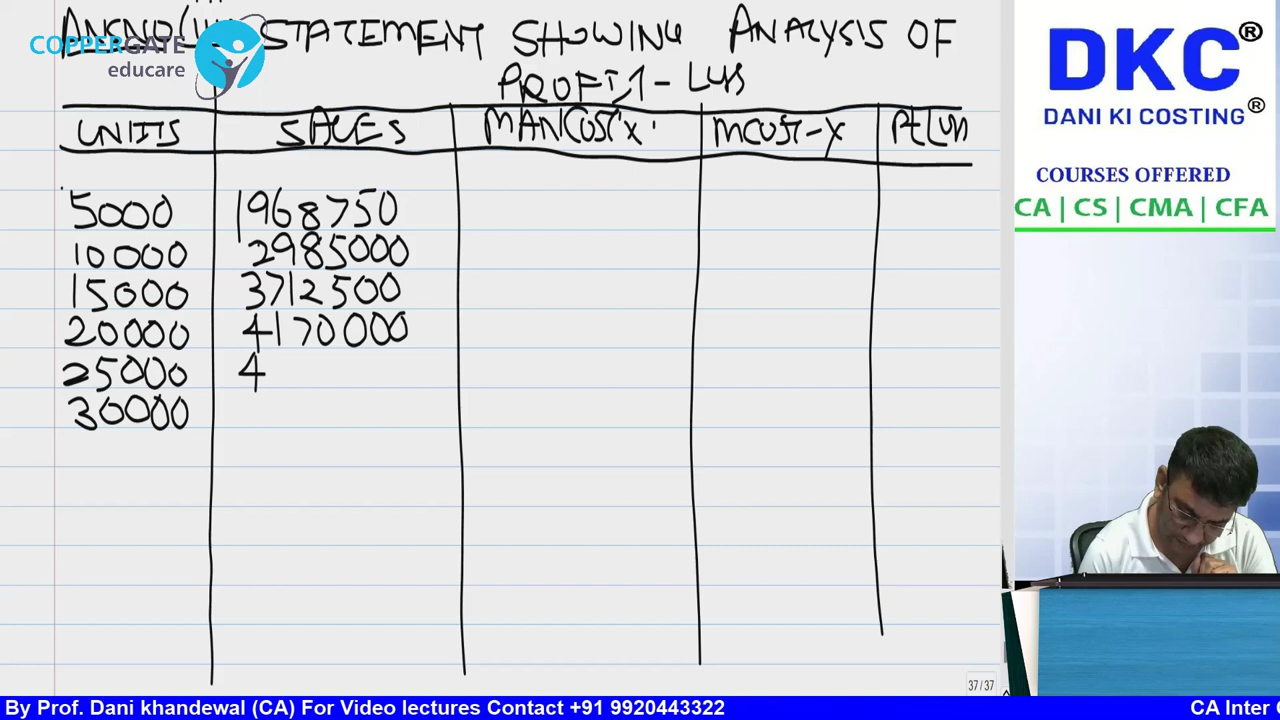 STATEMENT SHOWING ANALYSIS OF
PROFIT - LOSS
COPPERGATE
educare
UNITS SALES MANCOST 'X' MCOST-Y
5000 1968750
10000 2985000
15000 3712500
20000 4170000
25000 4
30000
37/37
DKC®
DANI KI COSTING®
COURSES OFFERED
CA | CS | CMA | CFA
By Prof. Dani khandewal (CA) For Video lectures Contact +91 9920443322 CA Inter